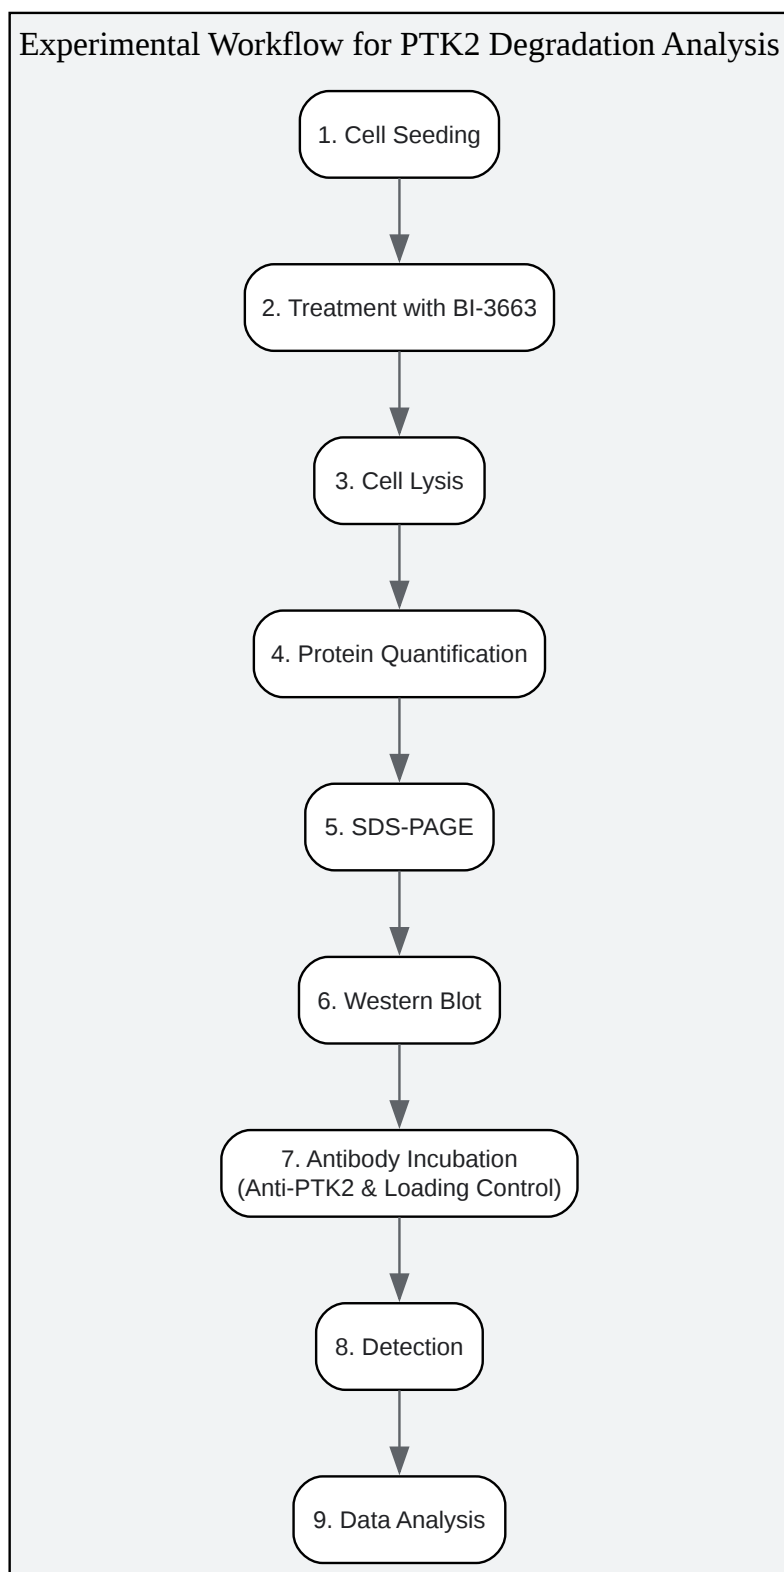 Experimental Workflow for PTK2 Degradation Analysis
1. Cell Seeding
2. Treatment with BI-3663
3. Cell Lysis
4. Protein Quantification
5. SDS-PAGE
6. Western Blot
7. Antibody Incubation
(Anti-PTK2 & Loading Control)
8. Detection
9. Data Analysis